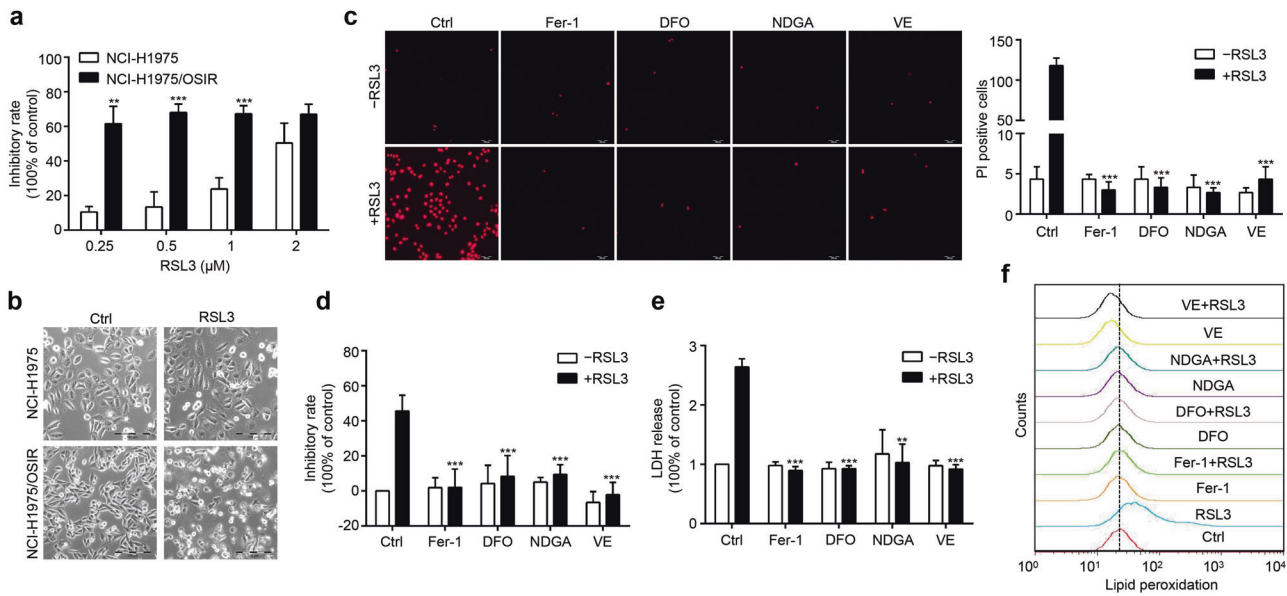 a
NCI-H1975
NCI-H1975/OSIR
Inhibitory rate
(100% of control)
100
80
60
40
20
0
**
***
***
0.25
0.5
1
2
RSL3 (µM)
b
Ctrl
RSL3
NCI-H1975
NCI-H1975/OSIR
c
Ctrl
Fer-1
DFO
NDGA
VE
−RSL3
+RSL3
PI positive cells
150
100
50
5
0
−RSL3
+RSL3
***
***
***
***
Ctrl
Fer-1
DFO
NDGA
VE
d
Inhibitory rate
(100% of control)
80
60
40
20
0
-20
−RSL3
+RSL3
***
***
***
***
Ctrl
Fer-1
DFO
NDGA
VE
e
LDH release
(100% of control)
3
2
1
0
−RSL3
+RSL3
***
***
**
***
Ctrl
Fer-1
DFO
NDGA
VE
f
Counts
VE+RSL3
VE
NDGA+RSL3
NDGA
DFO+RSL3
DFO
Fer-1+RSL3
Fer-1
RSL3
Ctrl
10⁰
10¹
10²
10³
10⁴
Lipid peroxidation